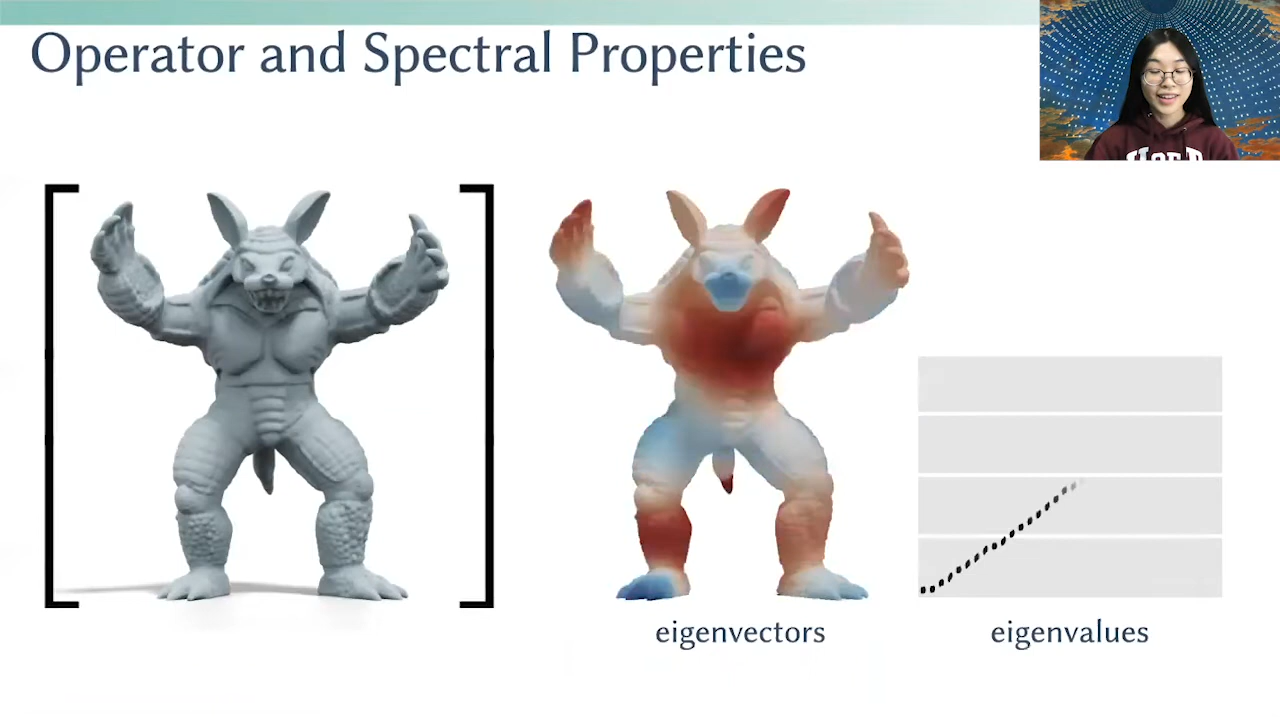 Operator and Spectral Properties
eigenvectors
eigenvalues